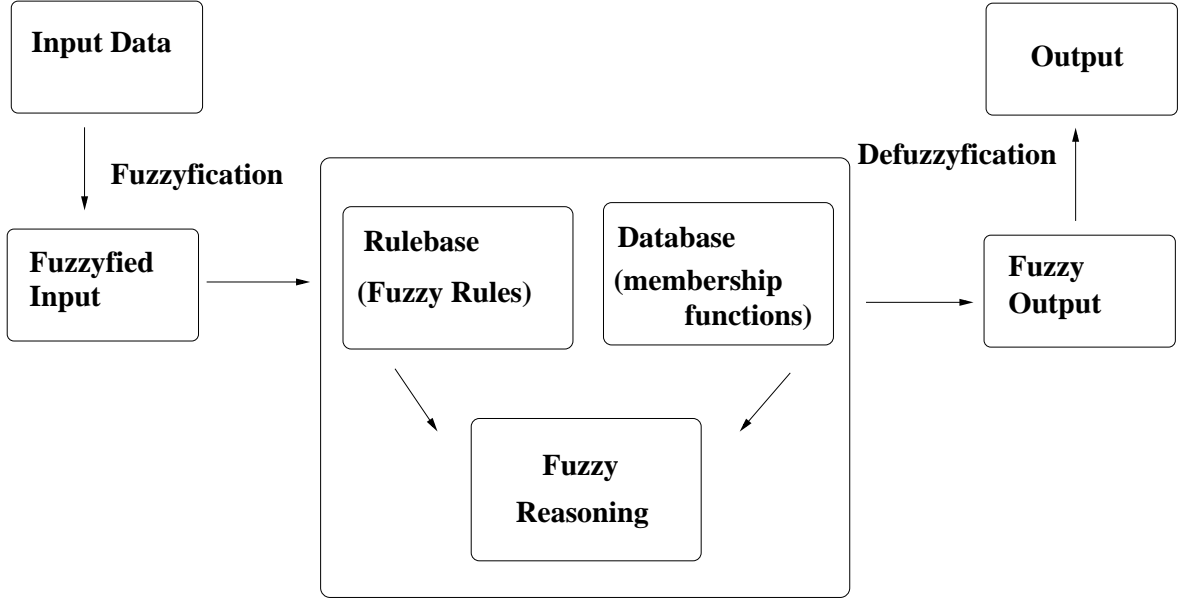 Input Data
Fuzzyfication
Fuzzyfied
Input
Rulebase
(Fuzzy Rules)
Database
(membership
functions)
Fuzzy
Reasoning
Fuzzy
Output
Defuzzyfication
Output